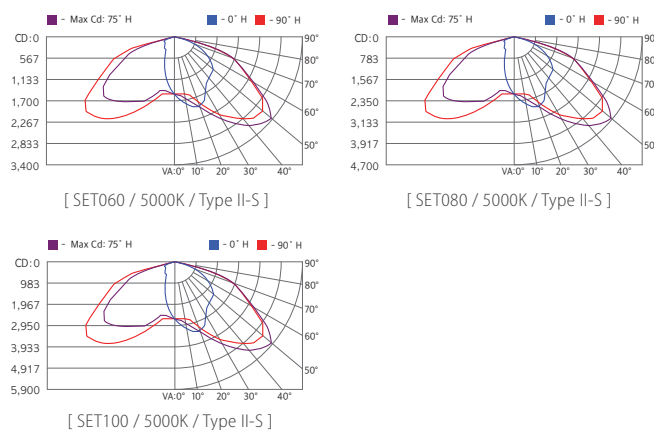 - Max Cd: 75˚ H - 0˚ H - 90˚ H
CD: 0
567
1,133
1,700
2,267
2,833
3,400
90°
80°
70°
60°
50°
VA:0° 10° 20° 30° 40°
[ SET060 / 5000K / Type II-S ]
- Max Cd: 75˚ H - 0˚ H - 90˚ H
CD: 0
783
1,567
2,350
3,133
3,917
4,700
90°
80°
70°
60°
50°
VA:0° 10° 20° 30° 40°
[ SET080 / 5000K / Type II-S ]
- Max Cd: 75˚ H - 0˚ H - 90˚ H
CD: 0
983
1,967
2,950
3,933
4,917
5,900
90°
80°
70°
60°
50°
VA:0° 10° 20° 30° 40°
[ SET100 / 5000K / Type II-S ]